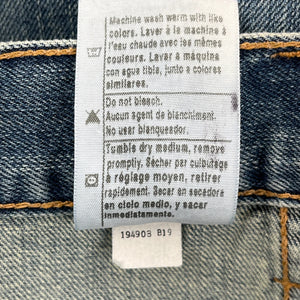 Machine wash warm with like
colors. Laver à la machine à
l'eau chaude avec les mêmes
couleurs. Lavar a máquina
con agua tibia, junto a colores
similares.
Do not bleach.
Aucun agent de blanchiment.
No usar blanqueador.
Tumble dry medium, remove
promptly. Sécher par culbutage
à réglage moyen, retirer
rapidement. Secar en secadora
en ciclo medio, y sacar
inmediatamente.
194908 B19